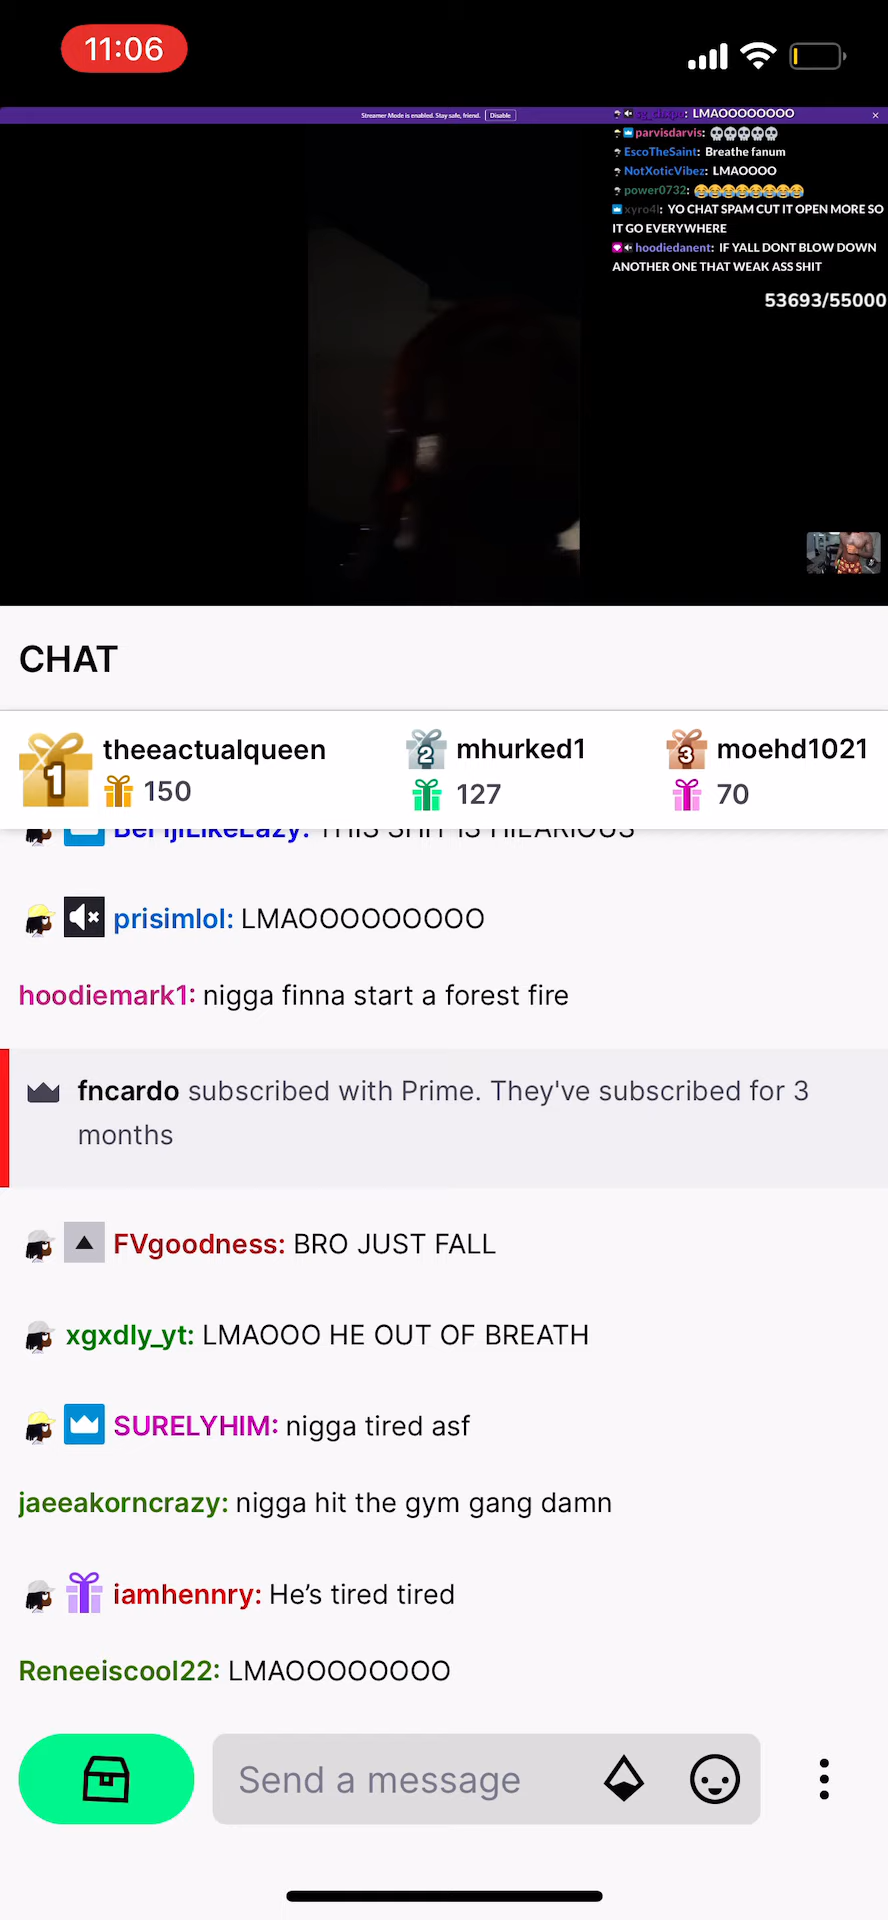 11:06
Streamer Mode is enabled. Stay safe, friend. Disable
LMAOOOOOOOO
parvisdarvis: 💀💀💀💀💀
EscoTheSaint: Breathe fanum
NotXoticVibez: LMAOOOO
power0732: 😂😂😂😂😂😂😂😂
xyro4l: YO CHAT SPAM CUT IT OPEN MORE SO
IT GO EVERYWHERE
hoodiedanent: IF YALL DONT BLOW DOWN
ANOTHER ONE THAT WEAK ASS SHIT
53693/55000
CHAT
1 theeactualqueen 2 mhurked1 3 moehd1021
150 127 70
BeFijiLikeEazy: THIS SHIT IS HILARIOUS
prisimlol: LMAOOOOOOOOO
hoodiemark1: nigga finna start a forest fire
fncardo subscribed with Prime. They've subscribed for 3
months
FVgoodness: BRO JUST FALL
xgxdly_yt: LMAOOO HE OUT OF BREATH
SURELYHIM: nigga tired asf
jaeeakorncrazy: nigga hit the gym gang damn
iamhennry: He’s tired tired
Reneeiscool22: LMAOOOOOOOO
Send a message